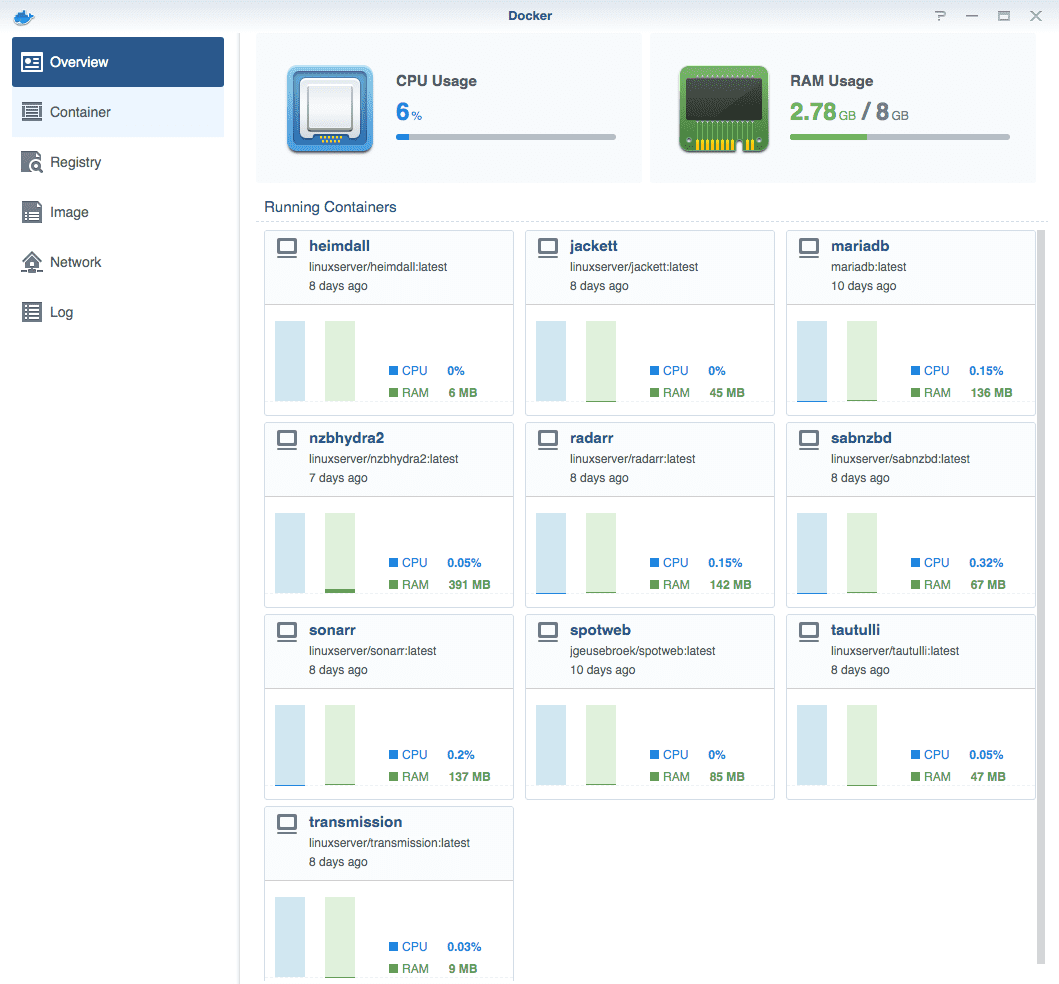 Docker
Overview
Container
Registry
Image
Network
Log
CPU Usage
6%
RAM Usage
2.78 GB / 8 GB
Running Containers
heimdall
linuxserver/heimdall:latest
8 days ago
CPU 0%
RAM 6 MB
jackett
linuxserver/jackett:latest
8 days ago
CPU 0%
RAM 45 MB
mariadb
mariadb:latest
10 days ago
CPU 0.15%
RAM 136 MB
nzbhydra2
linuxserver/nzbhydra2:latest
7 days ago
CPU 0.05%
RAM 391 MB
radarr
linuxserver/radarr:latest
8 days ago
CPU 0.15%
RAM 142 MB
sabnzbd
linuxserver/sabnzbd:latest
8 days ago
CPU 0.32%
RAM 67 MB
sonarr
linuxserver/sonarr:latest
8 days ago
CPU 0.2%
RAM 137 MB
spotweb
jgeusebroek/spotweb:latest
10 days ago
CPU 0%
RAM 85 MB
tautulli
linuxserver/tautulli:latest
8 days ago
CPU 0.05%
RAM 47 MB
transmission
linuxserver/transmission:latest
8 days ago
CPU 0.03%
RAM 9 MB